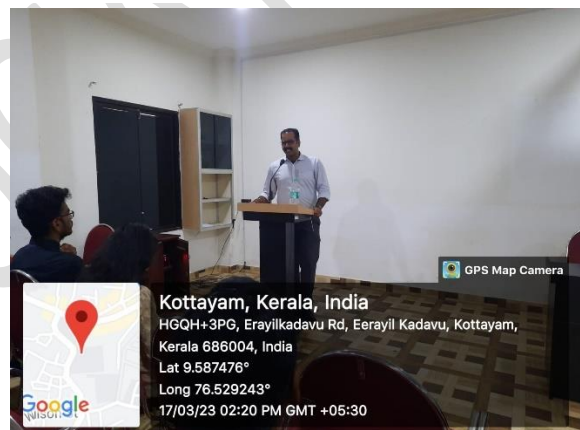 GPS Map Camera
Kottayam, Kerala, India
HGQH+3PG, Erayilkadavu Rd, Eerayil Kadavu, Kottayam,
Kerala 686004, India
Lat 9.587476°
Long 76.529243°
17/03/23 02:20 PM GMT +05:30
Google